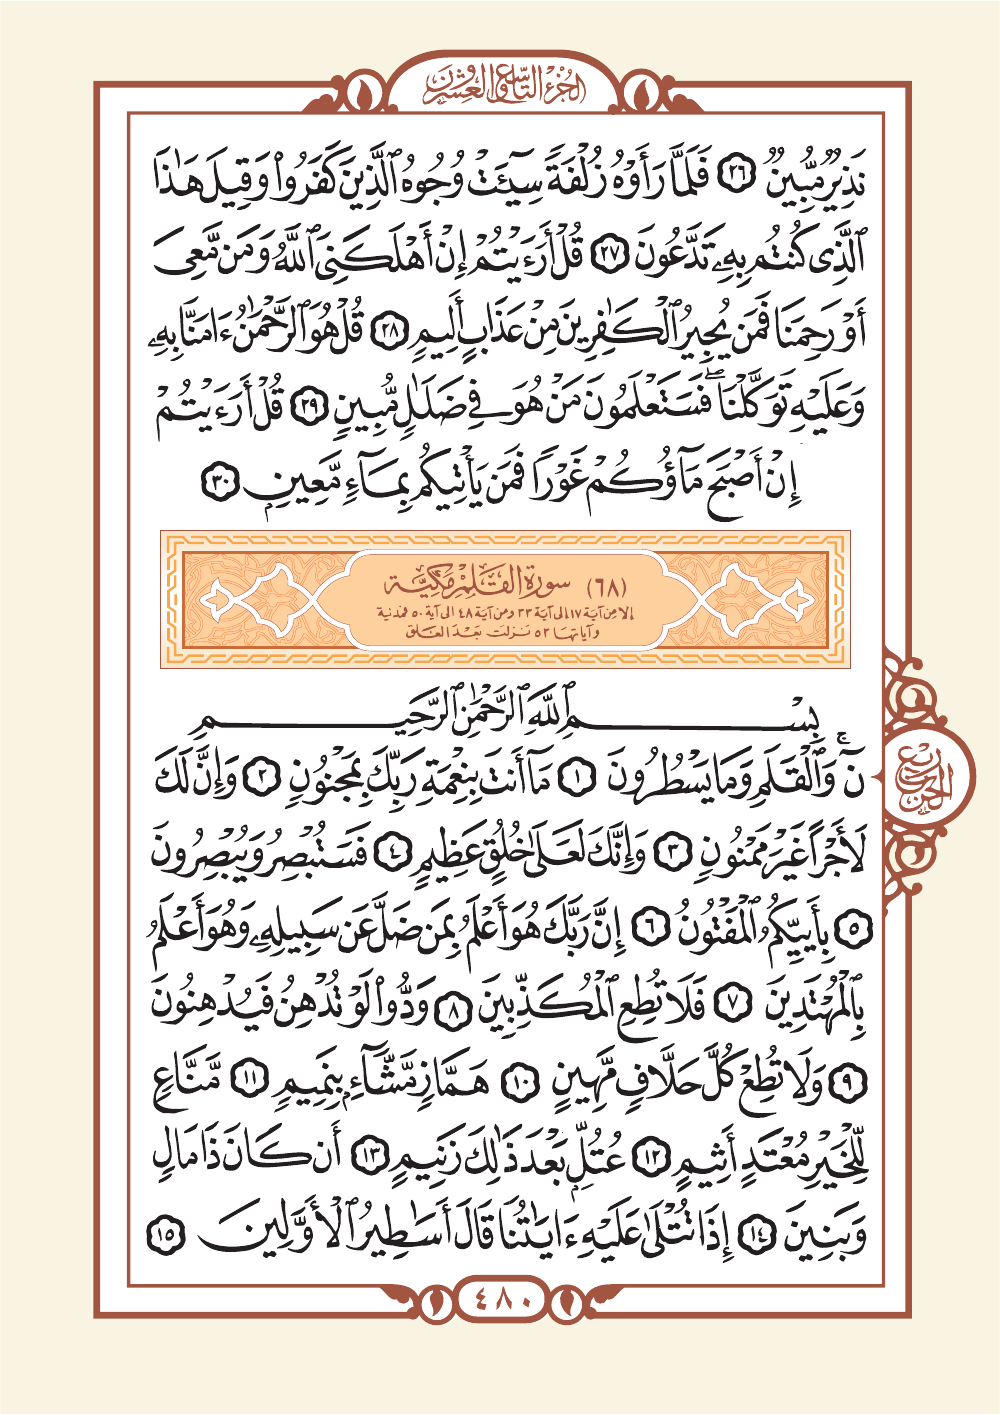 الجزء التاسع والعشرون
نَذِيرٌ مُّبِينٌ ٢٦ فَلَمَّا رَأَوْهُ زُلْفَةً سِيٓـَٔتْ وُجُوهُ ٱلَّذِينَ كَفَرُوا۟ وَقِيلَ هَـٰذَا
ٱلَّذِى كُنتُم بِهِۦ تَدَّعُونَ ٢٧ قُلْ أَرَءَيْتُمْ إِنْ أَهْلَكَنِىَ ٱللَّهُ وَمَن مَّعِىَ
أَوْ رَحِمَنَا فَمَن يُجِيرُ ٱلْكَـٰفِرِينَ مِنْ عَذَابٍ أَلِيمٍ ٢٨ قُلْ هُوَ ٱلرَّحْمَـٰنُ ءَامَنَّا بِهِۦ
وَعَلَيْهِ تَوَكَّلْنَا ۖ فَسَتَعْلَمُونَ مَنْ هُوَ فِى ضَلَـٰلٍ مُّبِينٍ ٢٩ قُلْ أَرَءَيْتُمْ
إِنْ أَصْبَحَ مَآؤُكُمْ غَوْرًا فَمَن يَأْتِيكُم بِمَآءٍ مَّعِينٍۭ ٣٠
(٦٨) سورة القلم مكيّة
إلا من آية ١٧ إلى آية ٣٣ ومن آية ٤٨ إلى آية ٥٠ فمدنية
وآياتها ٥٢ نزلت بعد العلق
بِسْمِ ٱللَّهِ ٱلرَّحْمَـٰنِ ٱلرَّحِيمِ
نٓ ۚ وَٱلْقَلَمِ وَمَا يَسْطُرُونَ ١ مَآ أَنتَ بِنِعْمَةِ رَبِّكَ بِمَجْنُونٍ ٢ وَإِنَّ لَكَ
لَأَجْرًا غَيْرَ مَمْنُونٍ ٣ وَإِنَّكَ لَعَلَىٰ خُلُقٍ عَظِيمٍ ٤ فَسَتُبْصِرُ وَيُبْصِرُونَ
٥ بِأَييِّكُمُ ٱلْمَفْتُونُ ٦ إِنَّ رَبَّكَ هُوَ أَعْلَمُ بِمَن ضَلَّ عَن سَبِيلِهِۦ وَهُوَ أَعْلَمُ
بِٱلْمُهْتَدِينَ ٧ فَلَا تُطِعِ ٱلْمُكَذِّبِينَ ٨ وَدُّوا۟ لَوْ تُدْهِنُ فَيُدْهِنُونَ
٩ وَلَا تُطِعْ كُلَّ حَلَّافٍ مَّهِينٍ ١٠ هَمَّازٍ مَّشَّآءٍۭ بِنَمِيمٍ ١١ مَّنَّاعٍ
لِّلْخَيْرِ مُعْتَدٍ أَثِيمٍ ١٢ عُتُلٍّۭ بَعْدَ ذَٰلِكَ زَنِيمٍ ١٣ أَن كَانَ ذَا مَالٍ
وَبَنِينَ ١٤ إِذَا تُتْلَىٰ عَلَيْهِ ءَايَـٰتُنَا قَالَ أَسَـٰطِيرُ ٱلْأَوَّلِينَ ١٥
ربع الحزب
٤٨٠